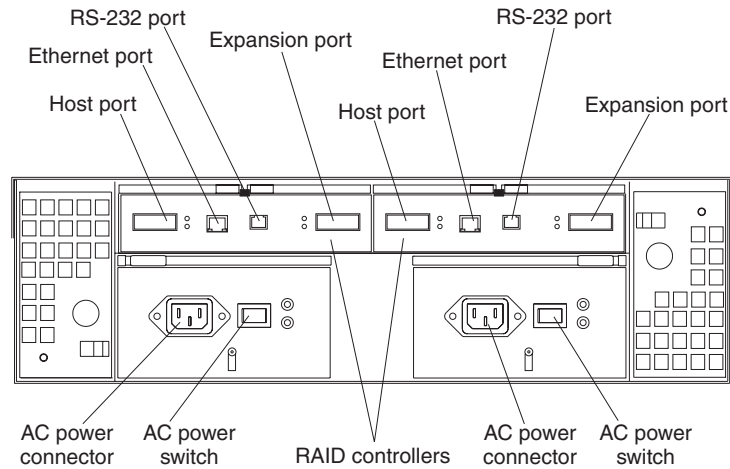 RS-232 port
RS-232 port
Expansion port
Ethernet port
Ethernet port
Host port
Host port
Expansion port
AC power
connector
AC power
switch
RAID controllers
AC power
connector
AC power
switch